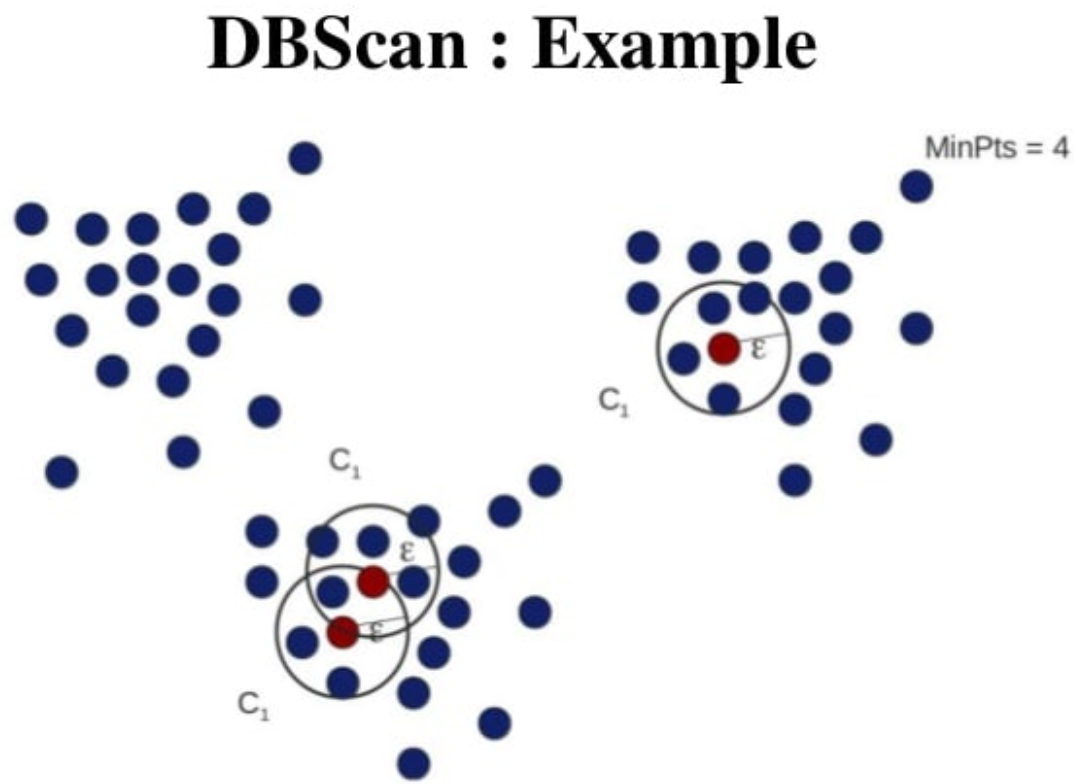 DBScan : Example
MinPts = 4
ε
C₁
C₁
ε
ε
C₁